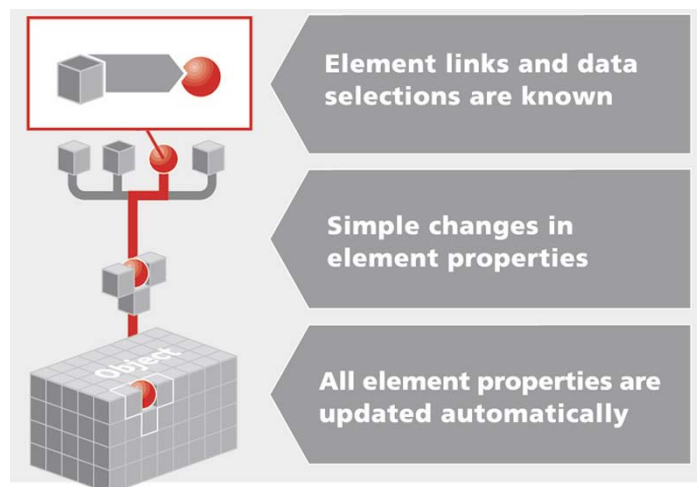 Element links and data
selections are known
Simple changes in
element properties
Object
All element properties are
updated automatically